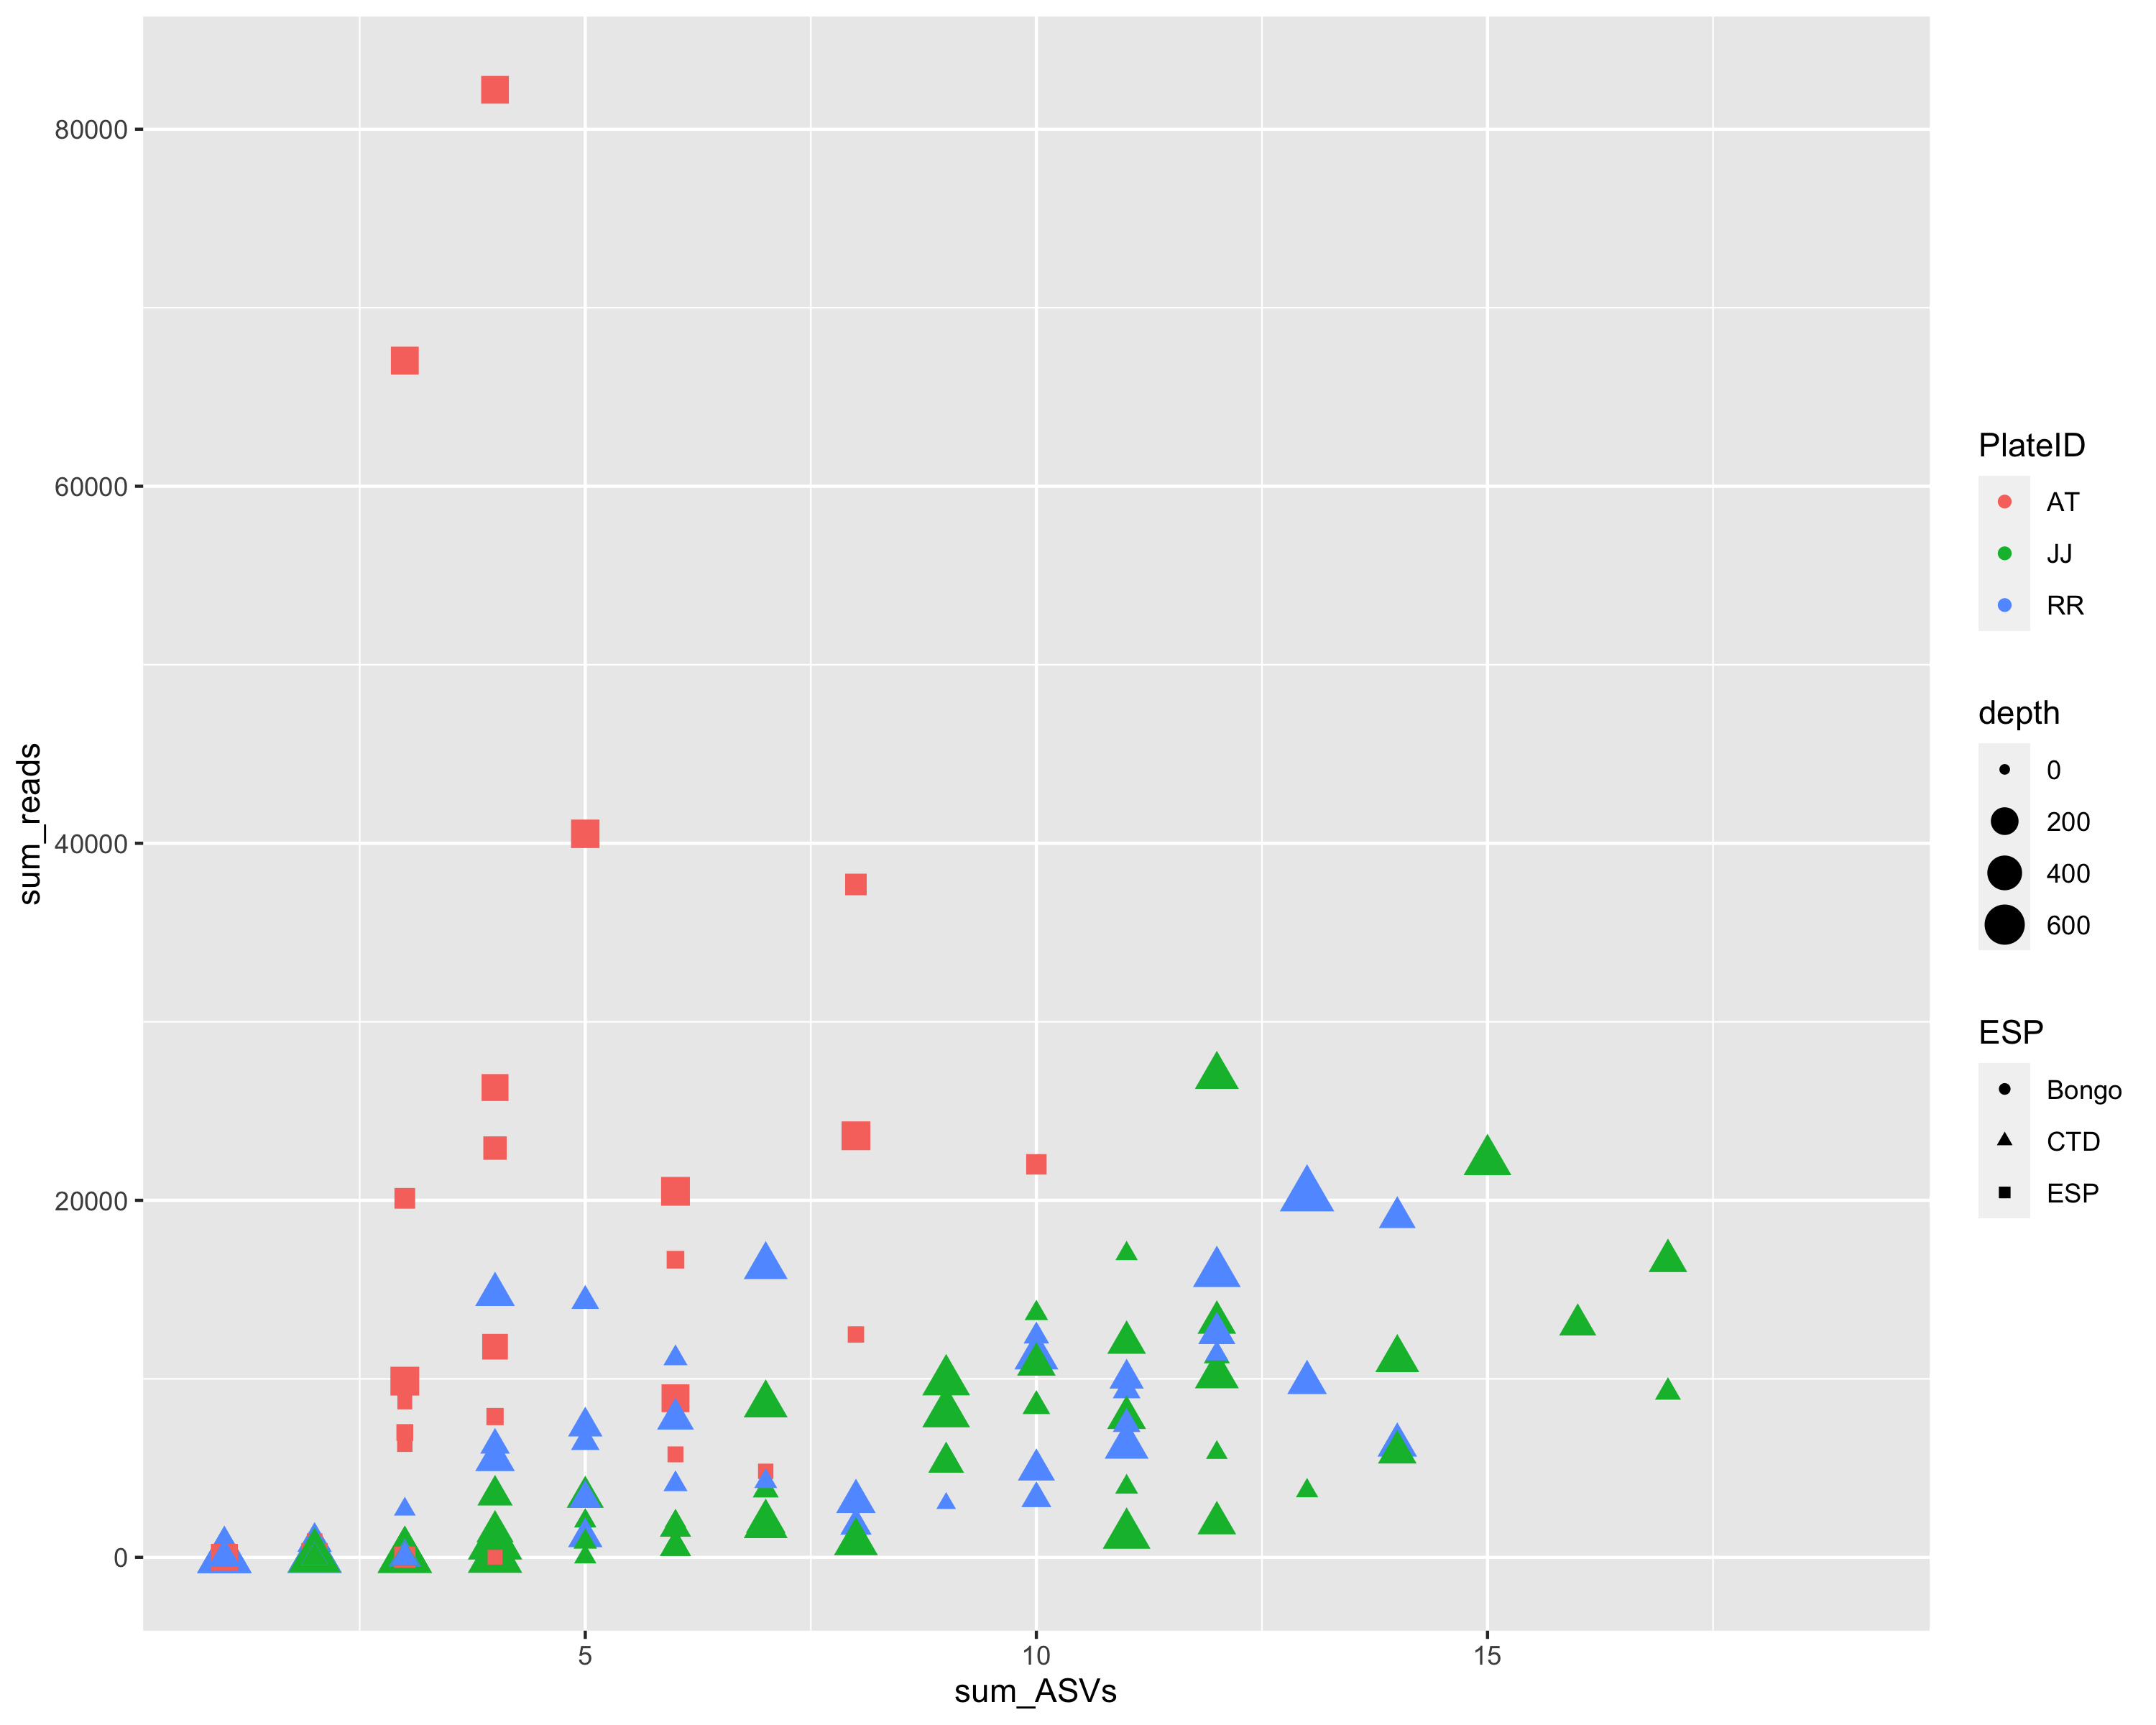 80000
60000
40000
20000
0
sum_reads
5
10
15
sum_ASVs
PlateID
AT
JJ
RR
depth
0
200
400
600
ESP
Bongo
CTD
ESP